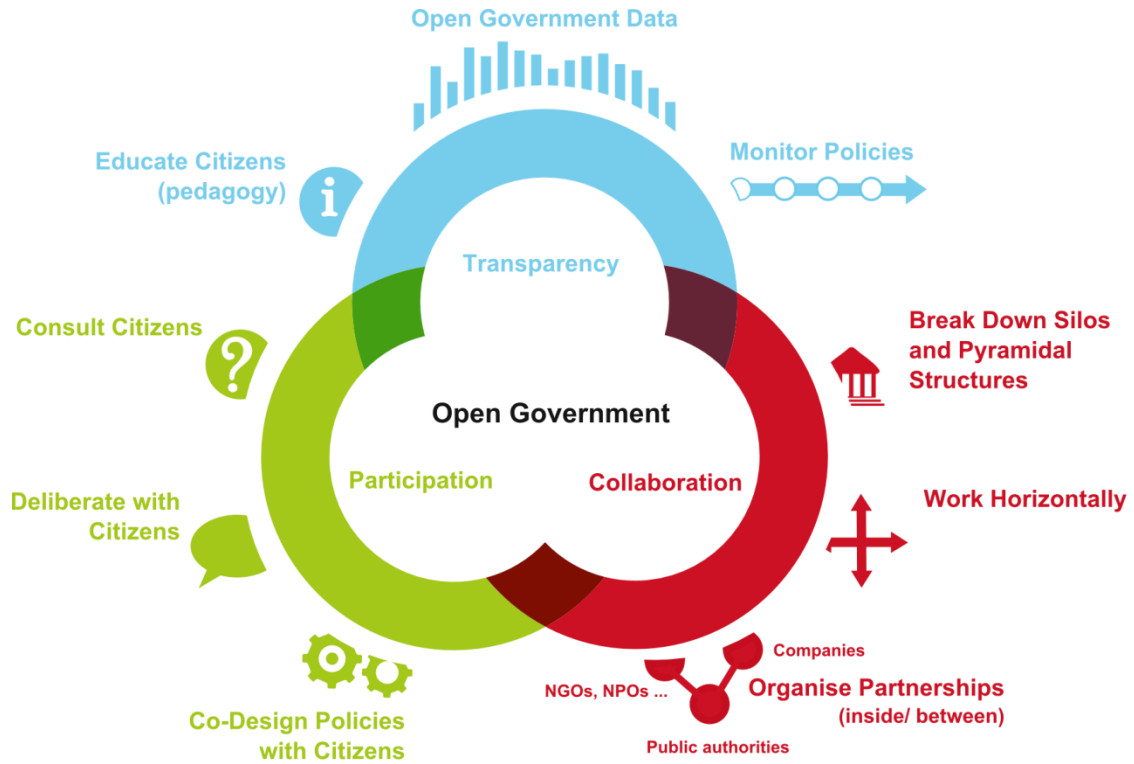 Open Government Data
Educate Citizens
(pedagogy)
i
Monitor Policies
Transparency
Consult Citizens
?
Break Down Silos
and Pyramidal
Structures
Open Government
Participation
Collaboration
Deliberate with
Citizens
Work Horizontally
Companies
NGOs, NPOs ...
Organise Partnerships
(inside/ between)
Public authorities
Co-Design Policies
with Citizens